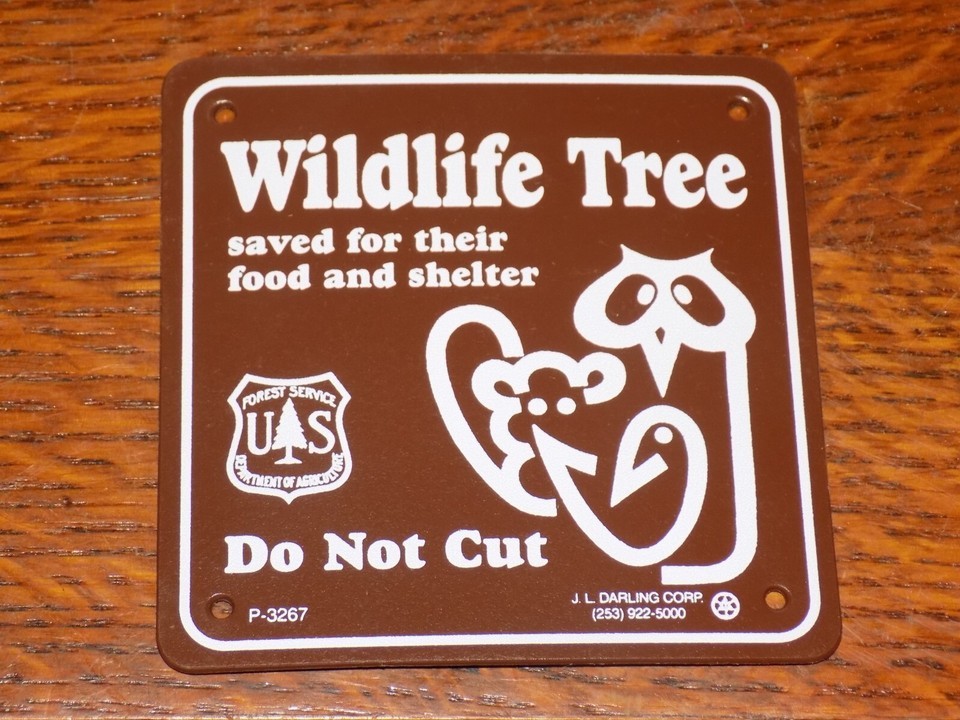 Wildlife Tree
saved for their
food and shelter
FOREST SERVICE
U S
DEPARTMENT OF AGRICULTURE
Do Not Cut
P-3267
J. L. DARLING CORP.
(253) 922-5000